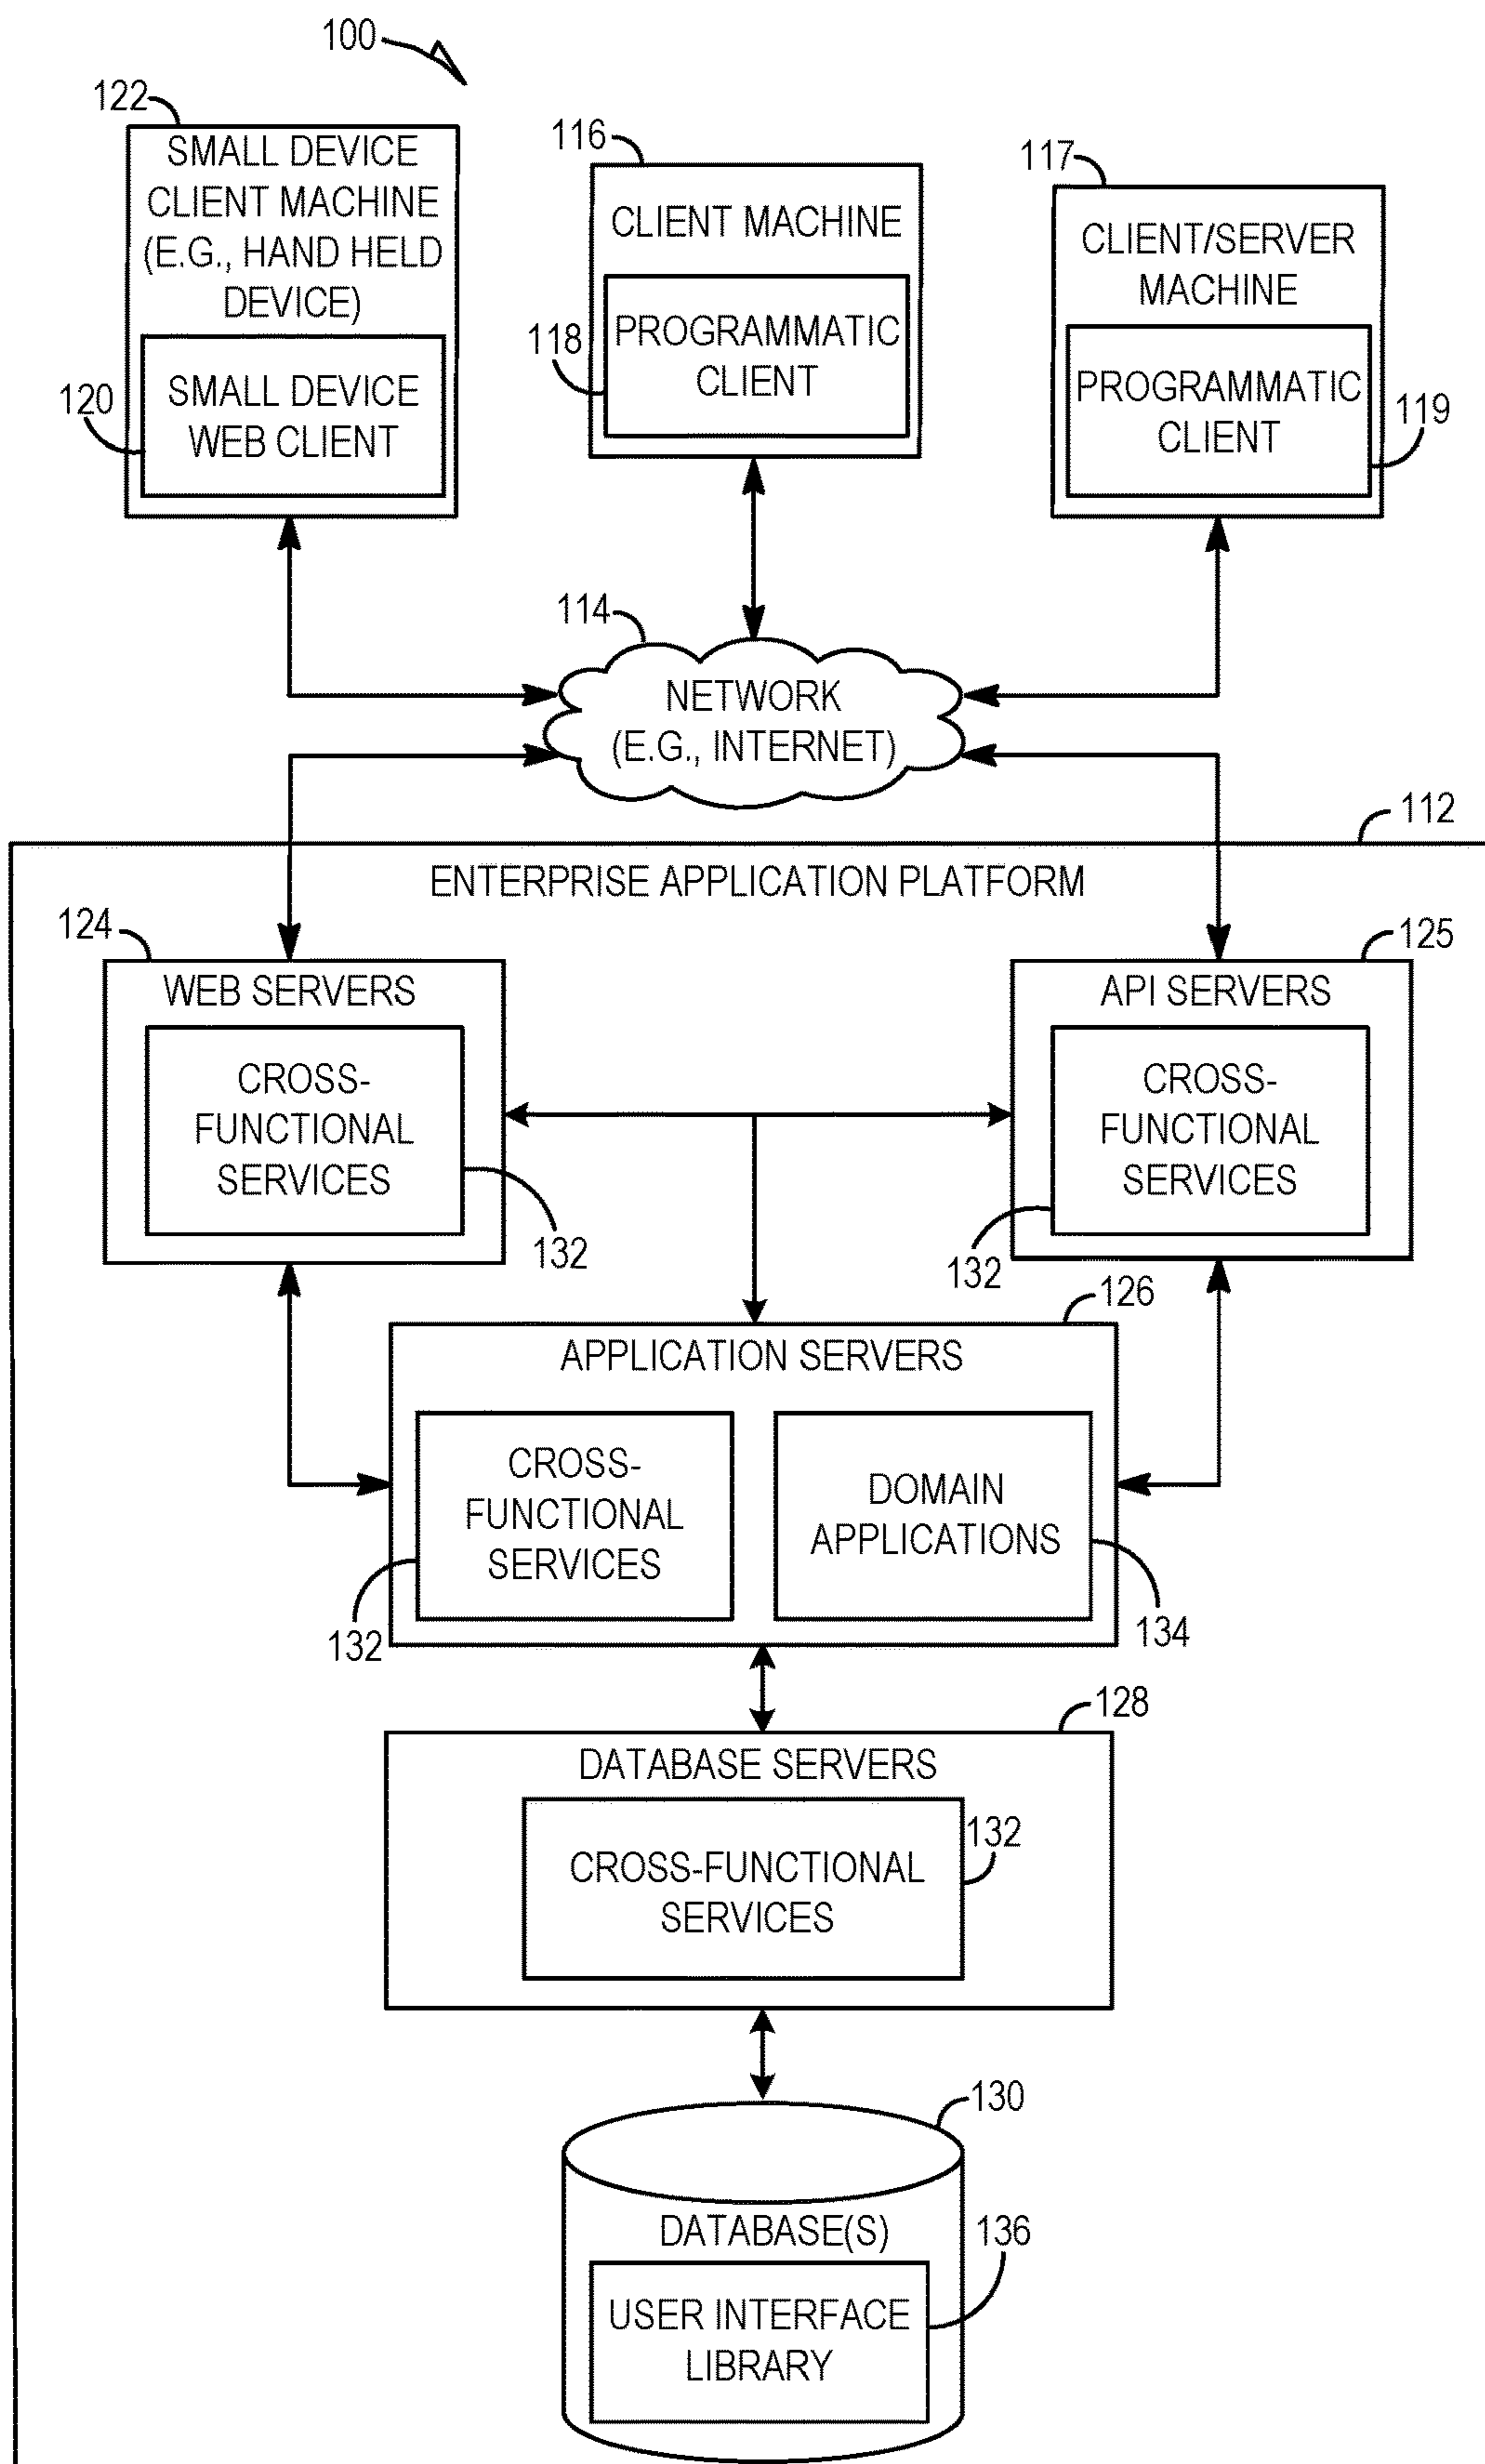 100
122
SMALL DEVICE
CLIENT MACHINE
(E.G., HAND HELD
DEVICE)
120
SMALL DEVICE
WEB CLIENT
116
CLIENT MACHINE
118
PROGRAMMATIC
CLIENT
117
CLIENT/SERVER
MACHINE
PROGRAMMATIC
CLIENT
119
114
NETWORK
(E.G., INTERNET)
112
ENTERPRISE APPLICATION PLATFORM
124
WEB SERVERS
CROSS-
FUNCTIONAL
SERVICES
132
125
API SERVERS
CROSS-
FUNCTIONAL
SERVICES
132
126
APPLICATION SERVERS
CROSS-
FUNCTIONAL
SERVICES
132
DOMAIN
APPLICATIONS
134
128
DATABASE SERVERS
132
CROSS-FUNCTIONAL
SERVICES
130
DATABASE(S)
136
USER INTERFACE
LIBRARY